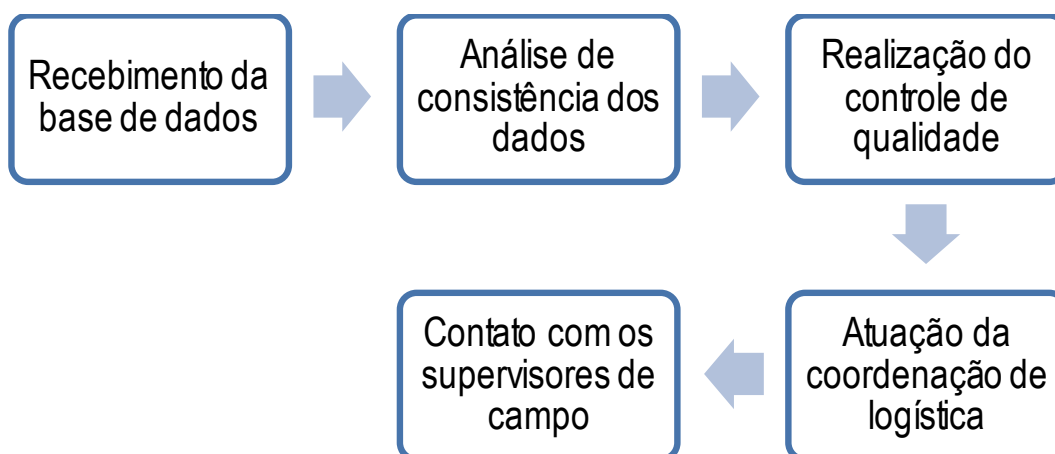 Recebimento da
base de dados
Análise de
consistência dos
dados
Realização do
controle de
qualidade
Atuação da
coordenação de
logística
Contato com os
supervisores de
campo